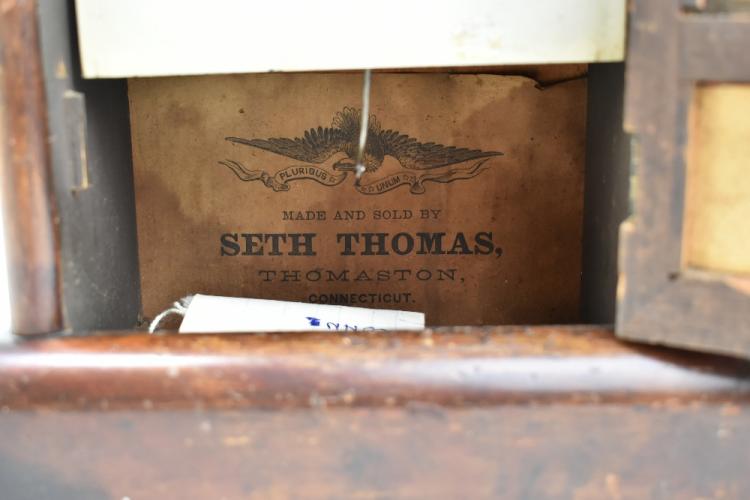 PLURIBUS
UNUM
MADE AND SOLD BY
SETH THOMAS,
THOMASTON,
CONNECTICUT.